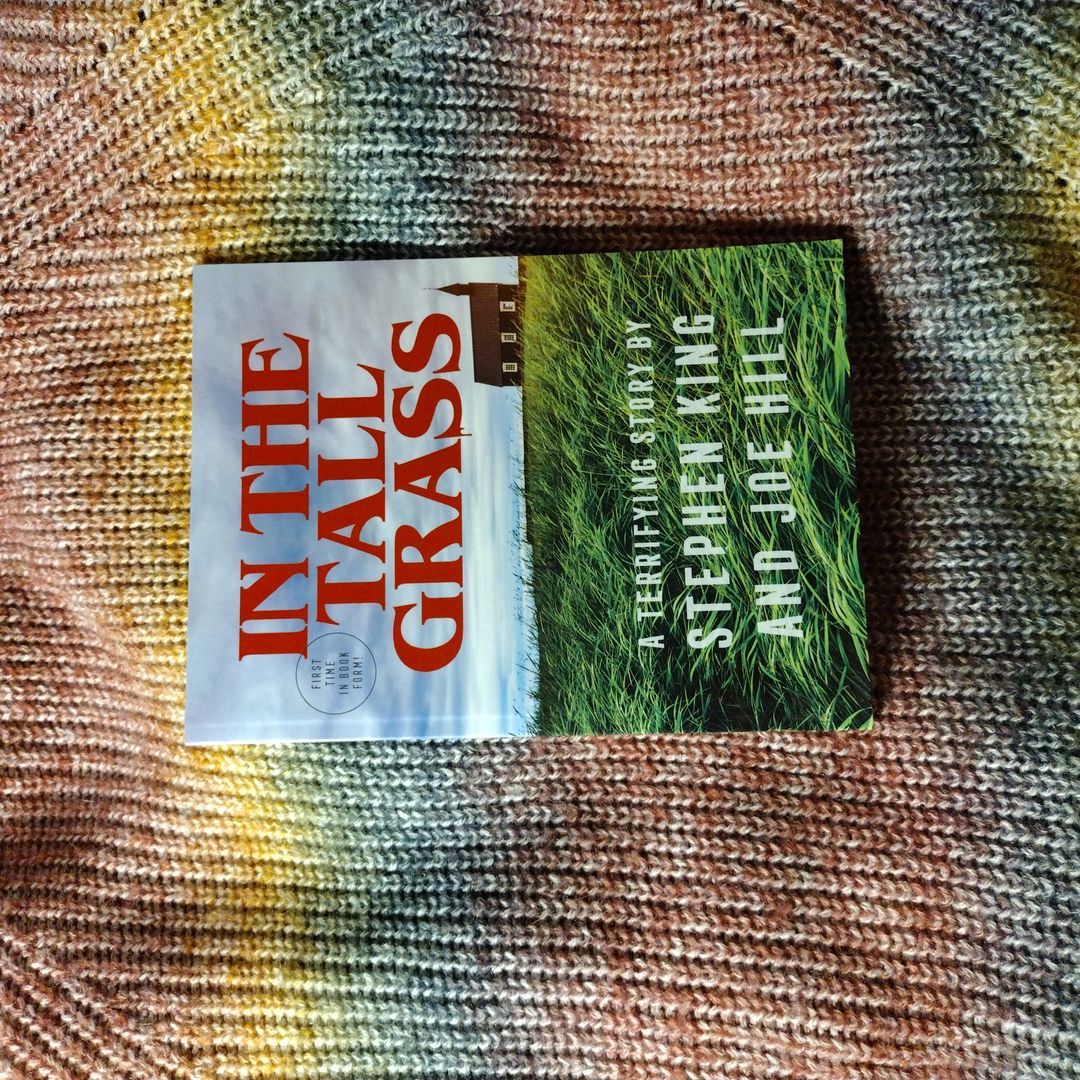 IN THE
TALL
GRASS
FIRST
TIME
IN BOOK
FORM!
A TERRIFYING STORY BY
STEPHEN KING
AND JOE HILL